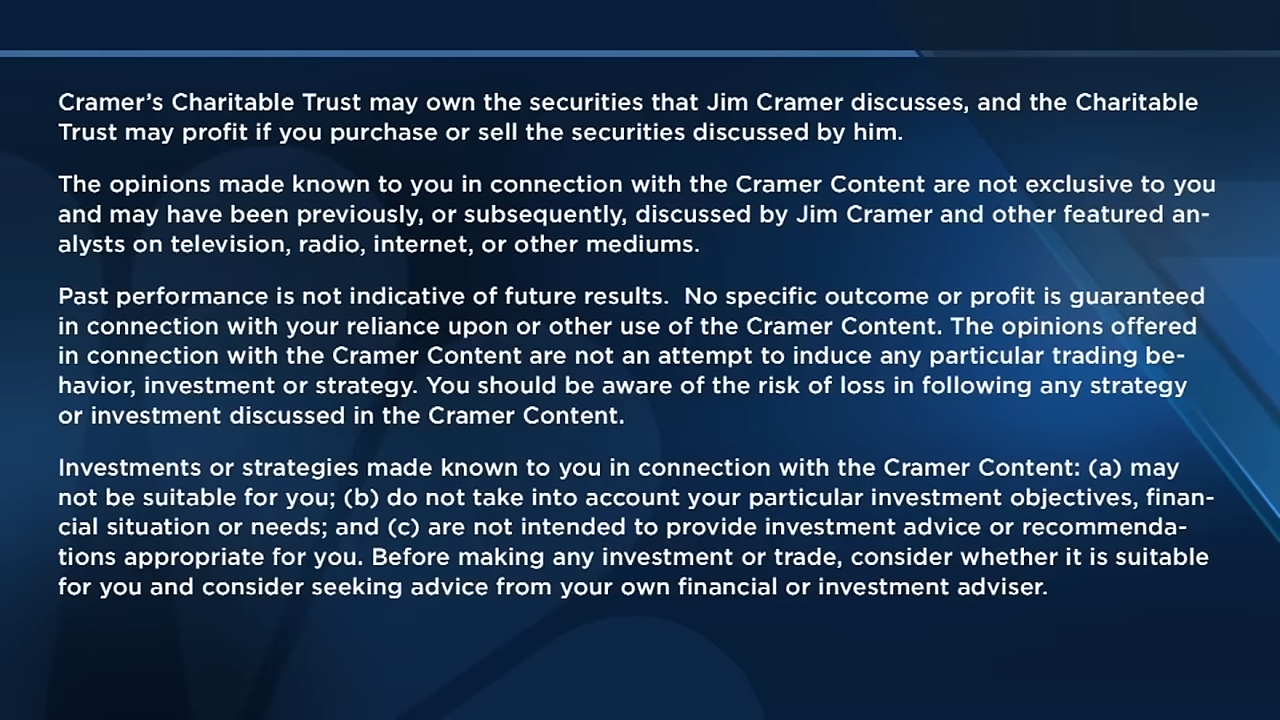 Cramer’s Charitable Trust may own the securities that Jim Cramer discusses, and the Charitable
Trust may profit if you purchase or sell the securities discussed by him.
The opinions made known to you in connection with the Cramer Content are not exclusive to you
and may have been previously, or subsequently, discussed by Jim Cramer and other featured an-
alysts on television, radio, internet, or other mediums.
Past performance is not indicative of future results.  No specific outcome or profit is guaranteed
in connection with your reliance upon or other use of the Cramer Content. The opinions offered
in connection with the Cramer Content are not an attempt to induce any particular trading be-
havior, investment or strategy. You should be aware of the risk of loss in following any strategy
or investment discussed in the Cramer Content.
Investments or strategies made known to you in connection with the Cramer Content: (a) may
not be suitable for you; (b) do not take into account your particular investment objectives, finan-
cial situation or needs; and (c) are not intended to provide investment advice or recommenda-
tions appropriate for you. Before making any investment or trade, consider whether it is suitable
for you and consider seeking advice from your own financial or investment adviser.